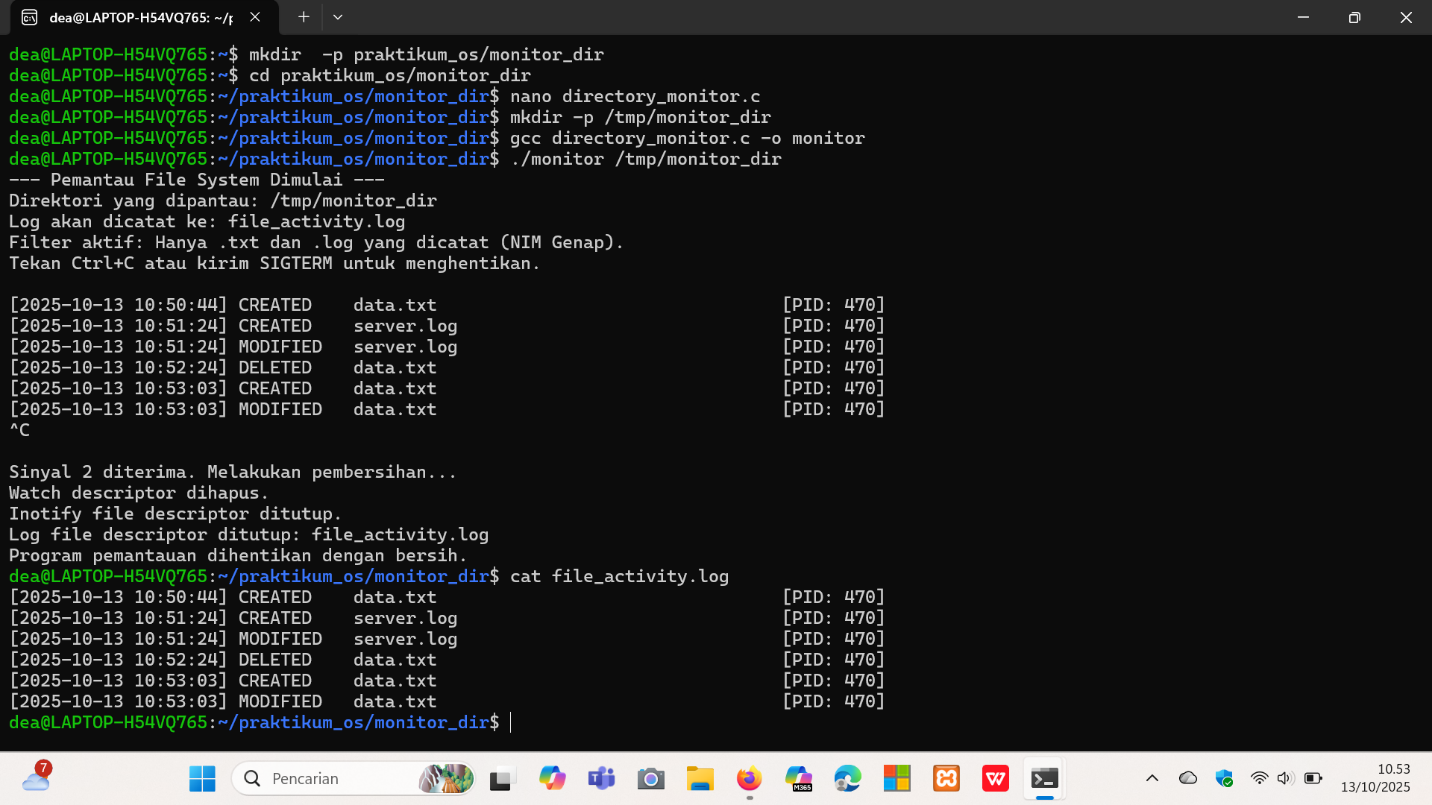 dea@LAPTOP-H54VQ765: ~/p
dea@LAPTOP-H54VQ765:~$ mkdir  -p praktikum_os/monitor_dir
dea@LAPTOP-H54VQ765:~$ cd praktikum_os/monitor_dir
dea@LAPTOP-H54VQ765:~/praktikum_os/monitor_dir$ nano directory_monitor.c
dea@LAPTOP-H54VQ765:~/praktikum_os/monitor_dir$ mkdir -p /tmp/monitor_dir
dea@LAPTOP-H54VQ765:~/praktikum_os/monitor_dir$ gcc directory_monitor.c -o monitor
dea@LAPTOP-H54VQ765:~/praktikum_os/monitor_dir$ ./monitor /tmp/monitor_dir
--- Pemantau File System Dimulai ---
Direktori yang dipantau: /tmp/monitor_dir
Log akan dicatat ke: file_activity.log
Filter aktif: Hanya .txt dan .log yang dicatat (NIM Genap).
Tekan Ctrl+C atau kirim SIGTERM untuk menghentikan.
[2025-10-13 10:50:44] CREATED    data.txt                                 [PID: 470]
[2025-10-13 10:51:24] CREATED    server.log                               [PID: 470]
[2025-10-13 10:51:24] MODIFIED   server.log                               [PID: 470]
[2025-10-13 10:52:24] DELETED    data.txt                                 [PID: 470]
[2025-10-13 10:53:03] CREATED    data.txt                                 [PID: 470]
[2025-10-13 10:53:03] MODIFIED   data.txt                                 [PID: 470]
^C
Sinyal 2 diterima. Melakukan pembersihan...
Watch descriptor dihapus.
Inotify file descriptor ditutup.
Log file descriptor ditutup: file_activity.log
Program pemantauan dihentikan dengan bersih.
dea@LAPTOP-H54VQ765:~/praktikum_os/monitor_dir$ cat file_activity.log
[2025-10-13 10:50:44] CREATED    data.txt                                 [PID: 470]
[2025-10-13 10:51:24] CREATED    server.log                               [PID: 470]
[2025-10-13 10:51:24] MODIFIED   server.log                               [PID: 470]
[2025-10-13 10:52:24] DELETED    data.txt                                 [PID: 470]
[2025-10-13 10:53:03] CREATED    data.txt                                 [PID: 470]
[2025-10-13 10:53:03] MODIFIED   data.txt                                 [PID: 470]
dea@LAPTOP-H54VQ765:~/praktikum_os/monitor_dir$
7
Pencarian
M365
W
10.53
13/10/2025